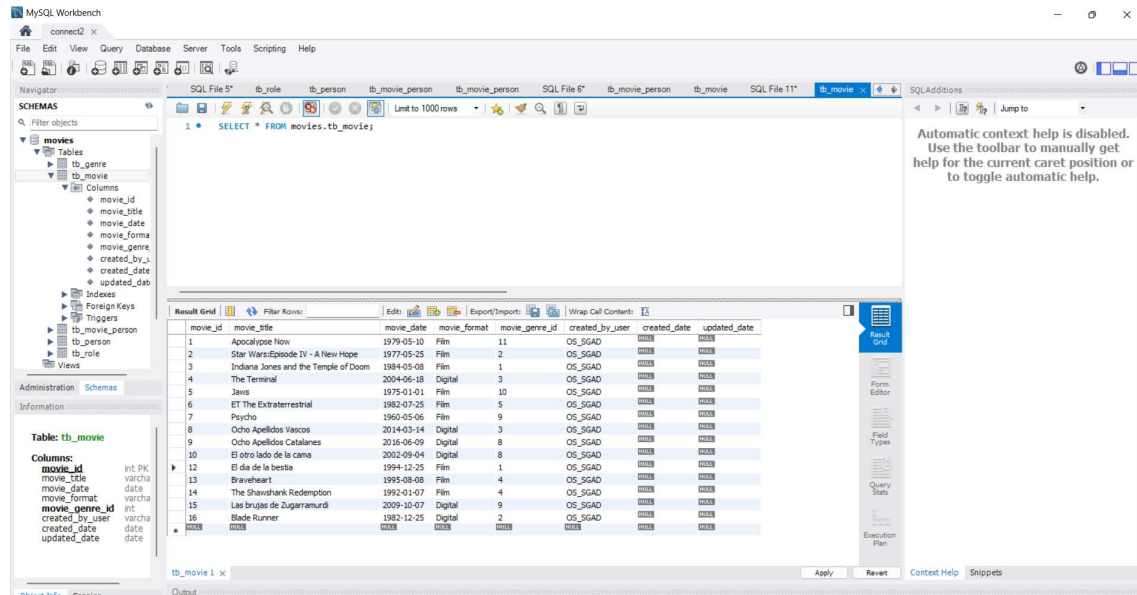 MySQL Workbench
connect2
File Edit View Query Database Server Tools Scripting Help
Navigator
SQL File 5* tb_role tb_person tb_movie_person tb_movie_person SQL File 6* tb_movie_person tb_movie SQL File 11* tb_movie
SQLAdditions
SCHEMAS
Limit to 1000 rows
Jump to
Filter objects
1 SELECT * FROM movies.tb_movie;
Automatic context help is disabled.
Use the toolbar to manually get
help for the current caret position or
to toggle automatic help.
movies
Tables
tb_genre
tb_movie
Columns
movie_id
movie_title
movie_date
movie_forma
movie_genre_
created_by_u
created_date
updated_dat
Indexes
Foreign Keys
Triggers
tb_movie_person
tb_person
tb_role
Views
Administration Schemas
Information
Table: tb_movie
Columns:
movie_id int PK
movie_title varcha
movie_date date
movie_format varcha
movie_genre_id int
created_by_user varcha
created_date date
updated_date date
Result Grid Filter Rows: Edit: Export/Import: Wrap Cell Content:
movie_id movie_title movie_date movie_format movie_genre_id created_by_user created_date updated_date
1 Apocalypse Now 1979-05-10 Film 11 OS_SGAD NULL NULL
2 Star Wars:Episode IV - A New Hope 1977-05-25 Film 2 OS_SGAD NULL NULL
3 Indiana Jones and the Temple of Doom 1984-05-08 Film 1 OS_SGAD NULL NULL
4 The Terminal 2004-06-18 Digital 3 OS_SGAD NULL NULL
5 Jaws 1975-01-01 Film 10 OS_SGAD NULL NULL
6 ET The Extraterrestrial 1982-07-25 Film 5 OS_SGAD NULL NULL
7 Psycho 1960-05-06 Film 9 OS_SGAD NULL NULL
8 Ocho Apellidos Vascos 2014-03-14 Digital 3 OS_SGAD NULL NULL
9 Ocho Apellidos Catalanes 2016-06-09 Digital 8 OS_SGAD NULL NULL
10 El otro lado de la cama 2002-09-04 Digital 8 OS_SGAD NULL NULL
12 El dia de la bestia 1994-12-25 Film 1 OS_SGAD NULL NULL
13 Braveheart 1995-08-08 Film 4 OS_SGAD NULL NULL
14 The Shawshank Redemption 1992-01-07 Film 4 OS_SGAD NULL NULL
15 Las brujas de Zugarramurdi 2009-10-07 Digital 9 OS_SGAD NULL NULL
16 Blade Runner 1982-12-25 Digital 2 OS_SGAD NULL NULL
NULL NULL NULL NULL NULL NULL NULL NULL
Result
Grid
Form
Editor
Field
Types
Query
Stats
Execution
Plan
tb_movie 1
Apply Revert
Context Help Snippets
Object Info Session
Output